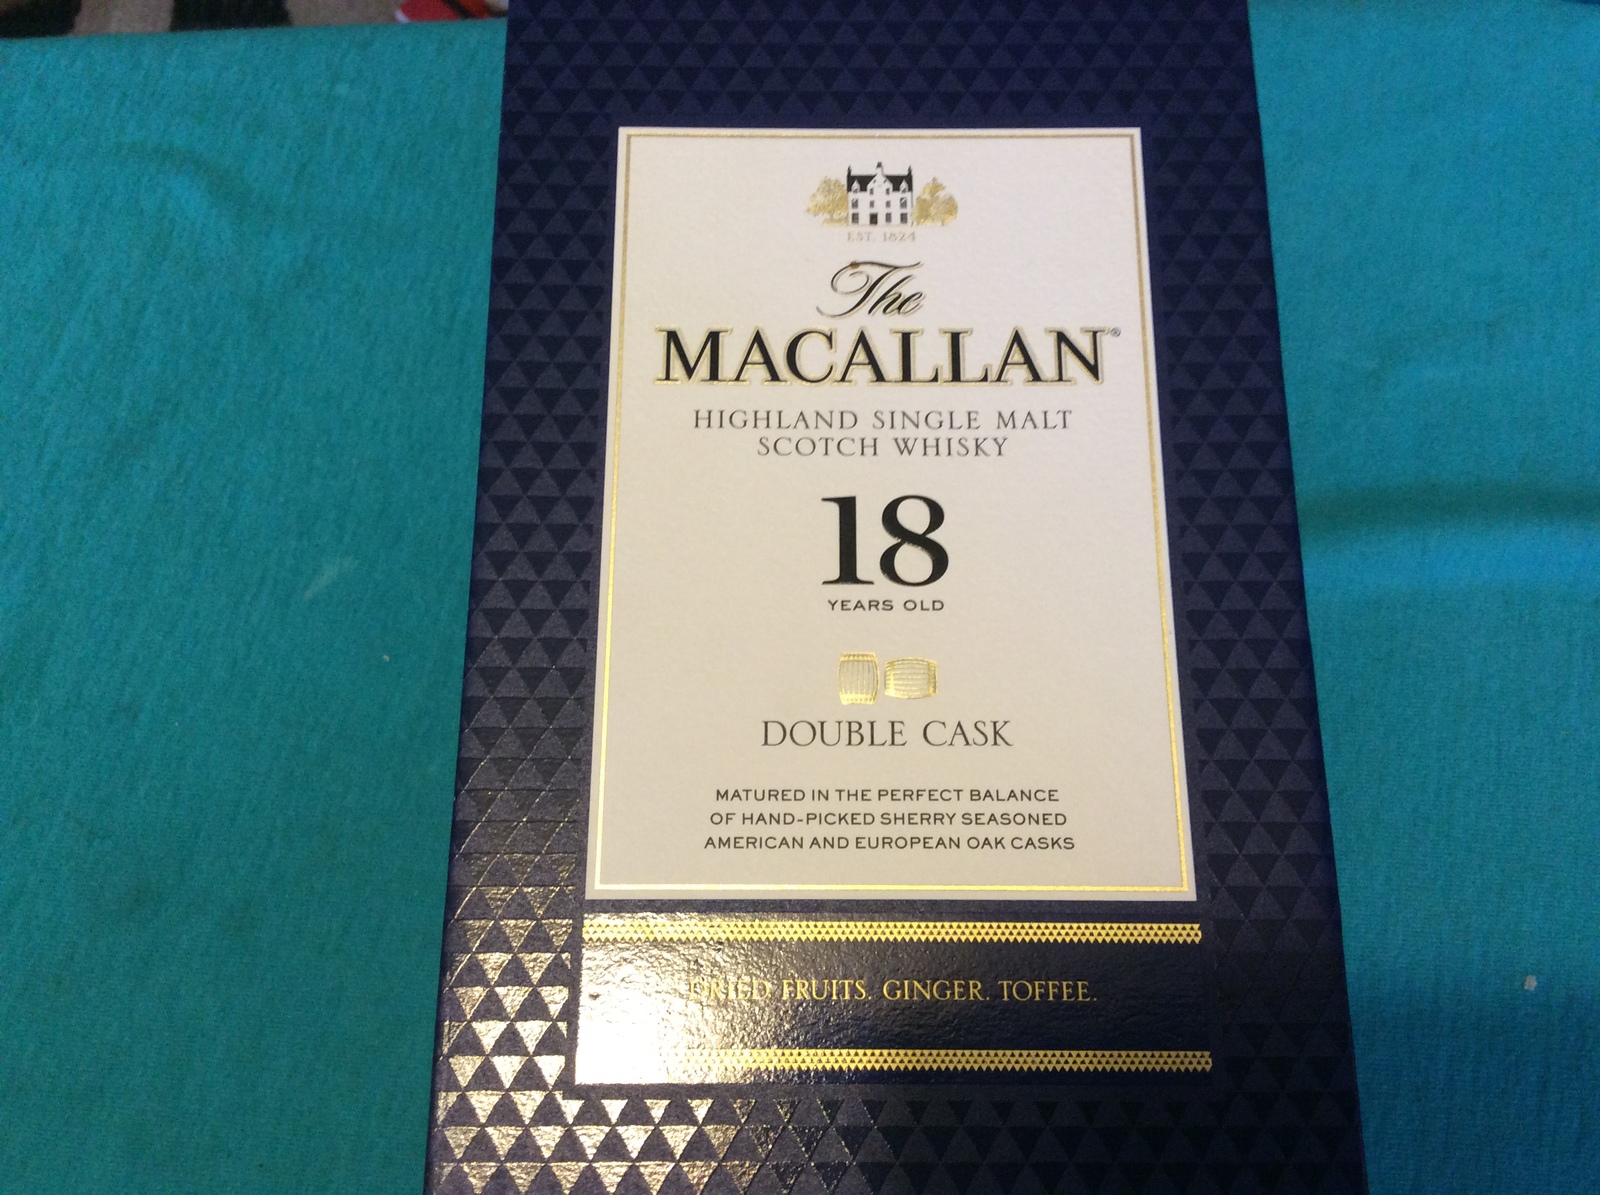 EST. 1824
The
MACALLAN®
HIGHLAND SINGLE MALT
SCOTCH WHISKY
18
YEARS OLD
DOUBLE CASK
MATURED IN THE PERFECT BALANCE
OF HAND-PICKED SHERRY SEASONED
AMERICAN AND EUROPEAN OAK CASKS
DRIED FRUITS. GINGER. TOFFEE.